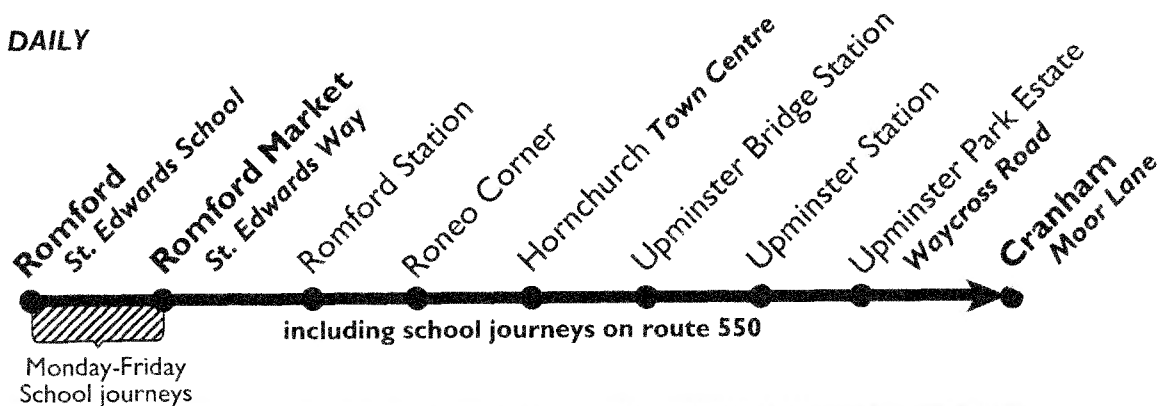 DAILY
Romford
St. Edwards School
Romford Market
St. Edwards Way
Romford Station
Roneo Corner
Hornchurch Town Centre
Upminster Bridge Station
Upminster Station
Upminster Park Estate
Waycross Road
Cranham
Moor Lane
including school journeys on route 550
Monday-Friday
School journeys